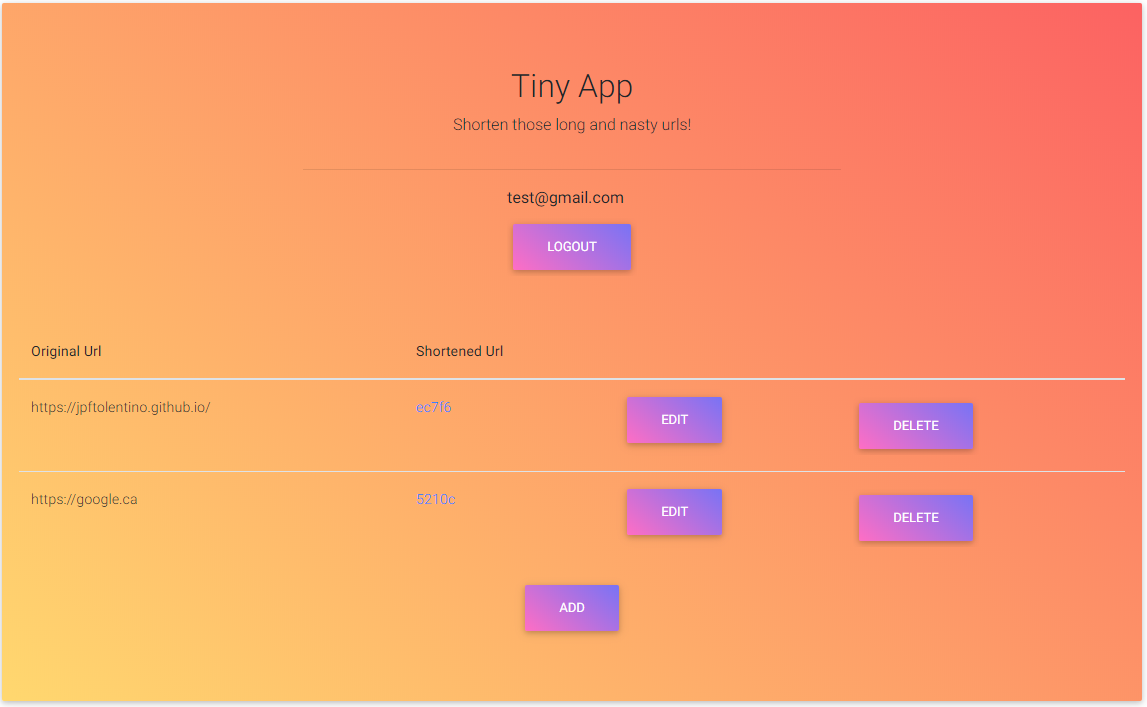 Tiny App
Shorten those long and nasty urls!
test@gmail.com
LOGOUT
Original Url Shortened Url
https://jpftolentino.github.io/ ec7f6 EDIT DELETE
https://google.ca 5210c EDIT DELETE
ADD